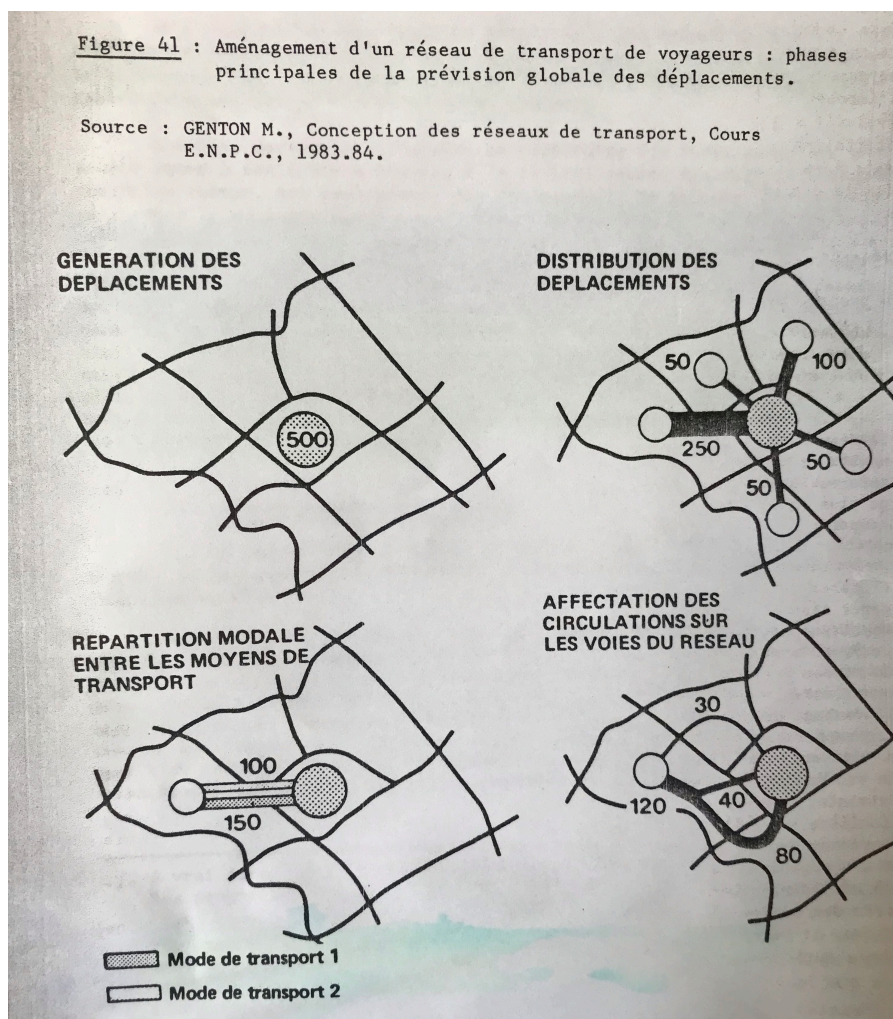 Figure 41 : Aménagement d'un réseau de transport de voyageurs : phases
principales de la prévision globale des déplacements.
Source : GENTON M., Conception des réseaux de transport, Cours
E.N.P.C., 1983.84.
GENERATION DES
DEPLACEMENTS
500
DISTRIBUTION DES
DEPLACEMENTS
50
100
250
50
50
REPARTITION MODALE
ENTRE LES MOYENS DE
TRANSPORT
100
150
AFFECTATION DES
CIRCULATIONS SUR
LES VOIES DU RESEAU
30
120
40
80
Mode de transport 1
Mode de transport 2